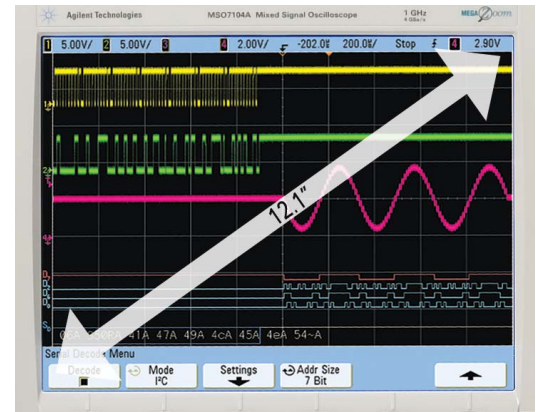 Agilent Technologies MSO7104A Mixed Signal Oscilloscope 1 GHz MEGA Zoom
1 5.00V/ 2 5.00V/ 3 4 2.00V/ -202.0% 200.0%/ Stop 4 2.90V
12.1"
41A 47A 49A 4cA 45A 4eA 54~A
Serial Decode Menu
Decode Mode Settings Addr Size
I²C 7 Bit